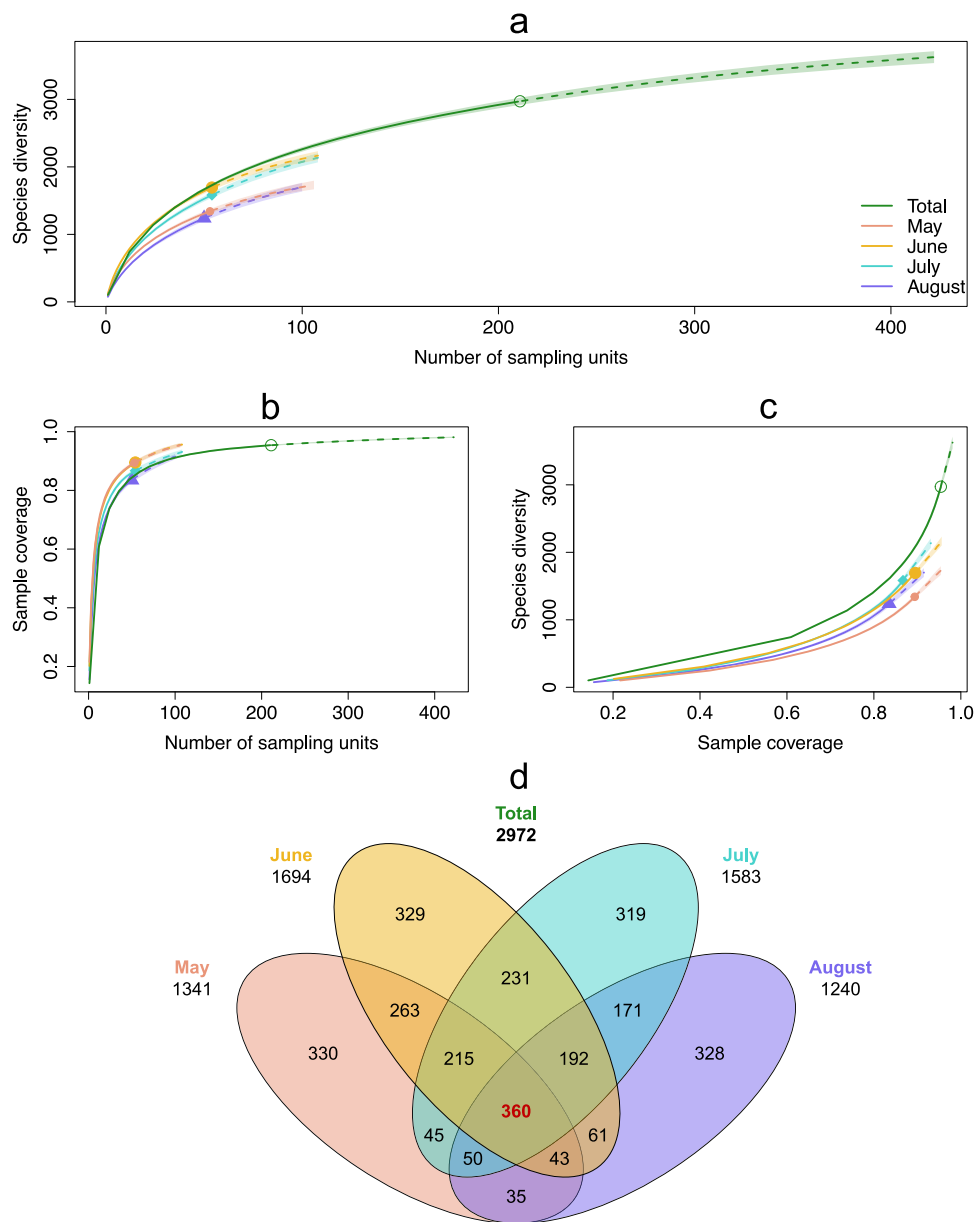 a
Species diversity
0 1000 2000 3000
0 100 200 300 400
Number of sampling units
Total
May
June
July
August
b
Sample coverage
0.2 0.4 0.6 0.8 1.0
0 100 200 300 400
Number of sampling units
c
Species diversity
0 1000 2000 3000
0.2 0.4 0.6 0.8 1.0
Sample coverage
d
Total
2972
June
1694
July
1583
May
1341
August
1240
329
319
231
263
171
330
215
192
328
360
45
61
50
43
35